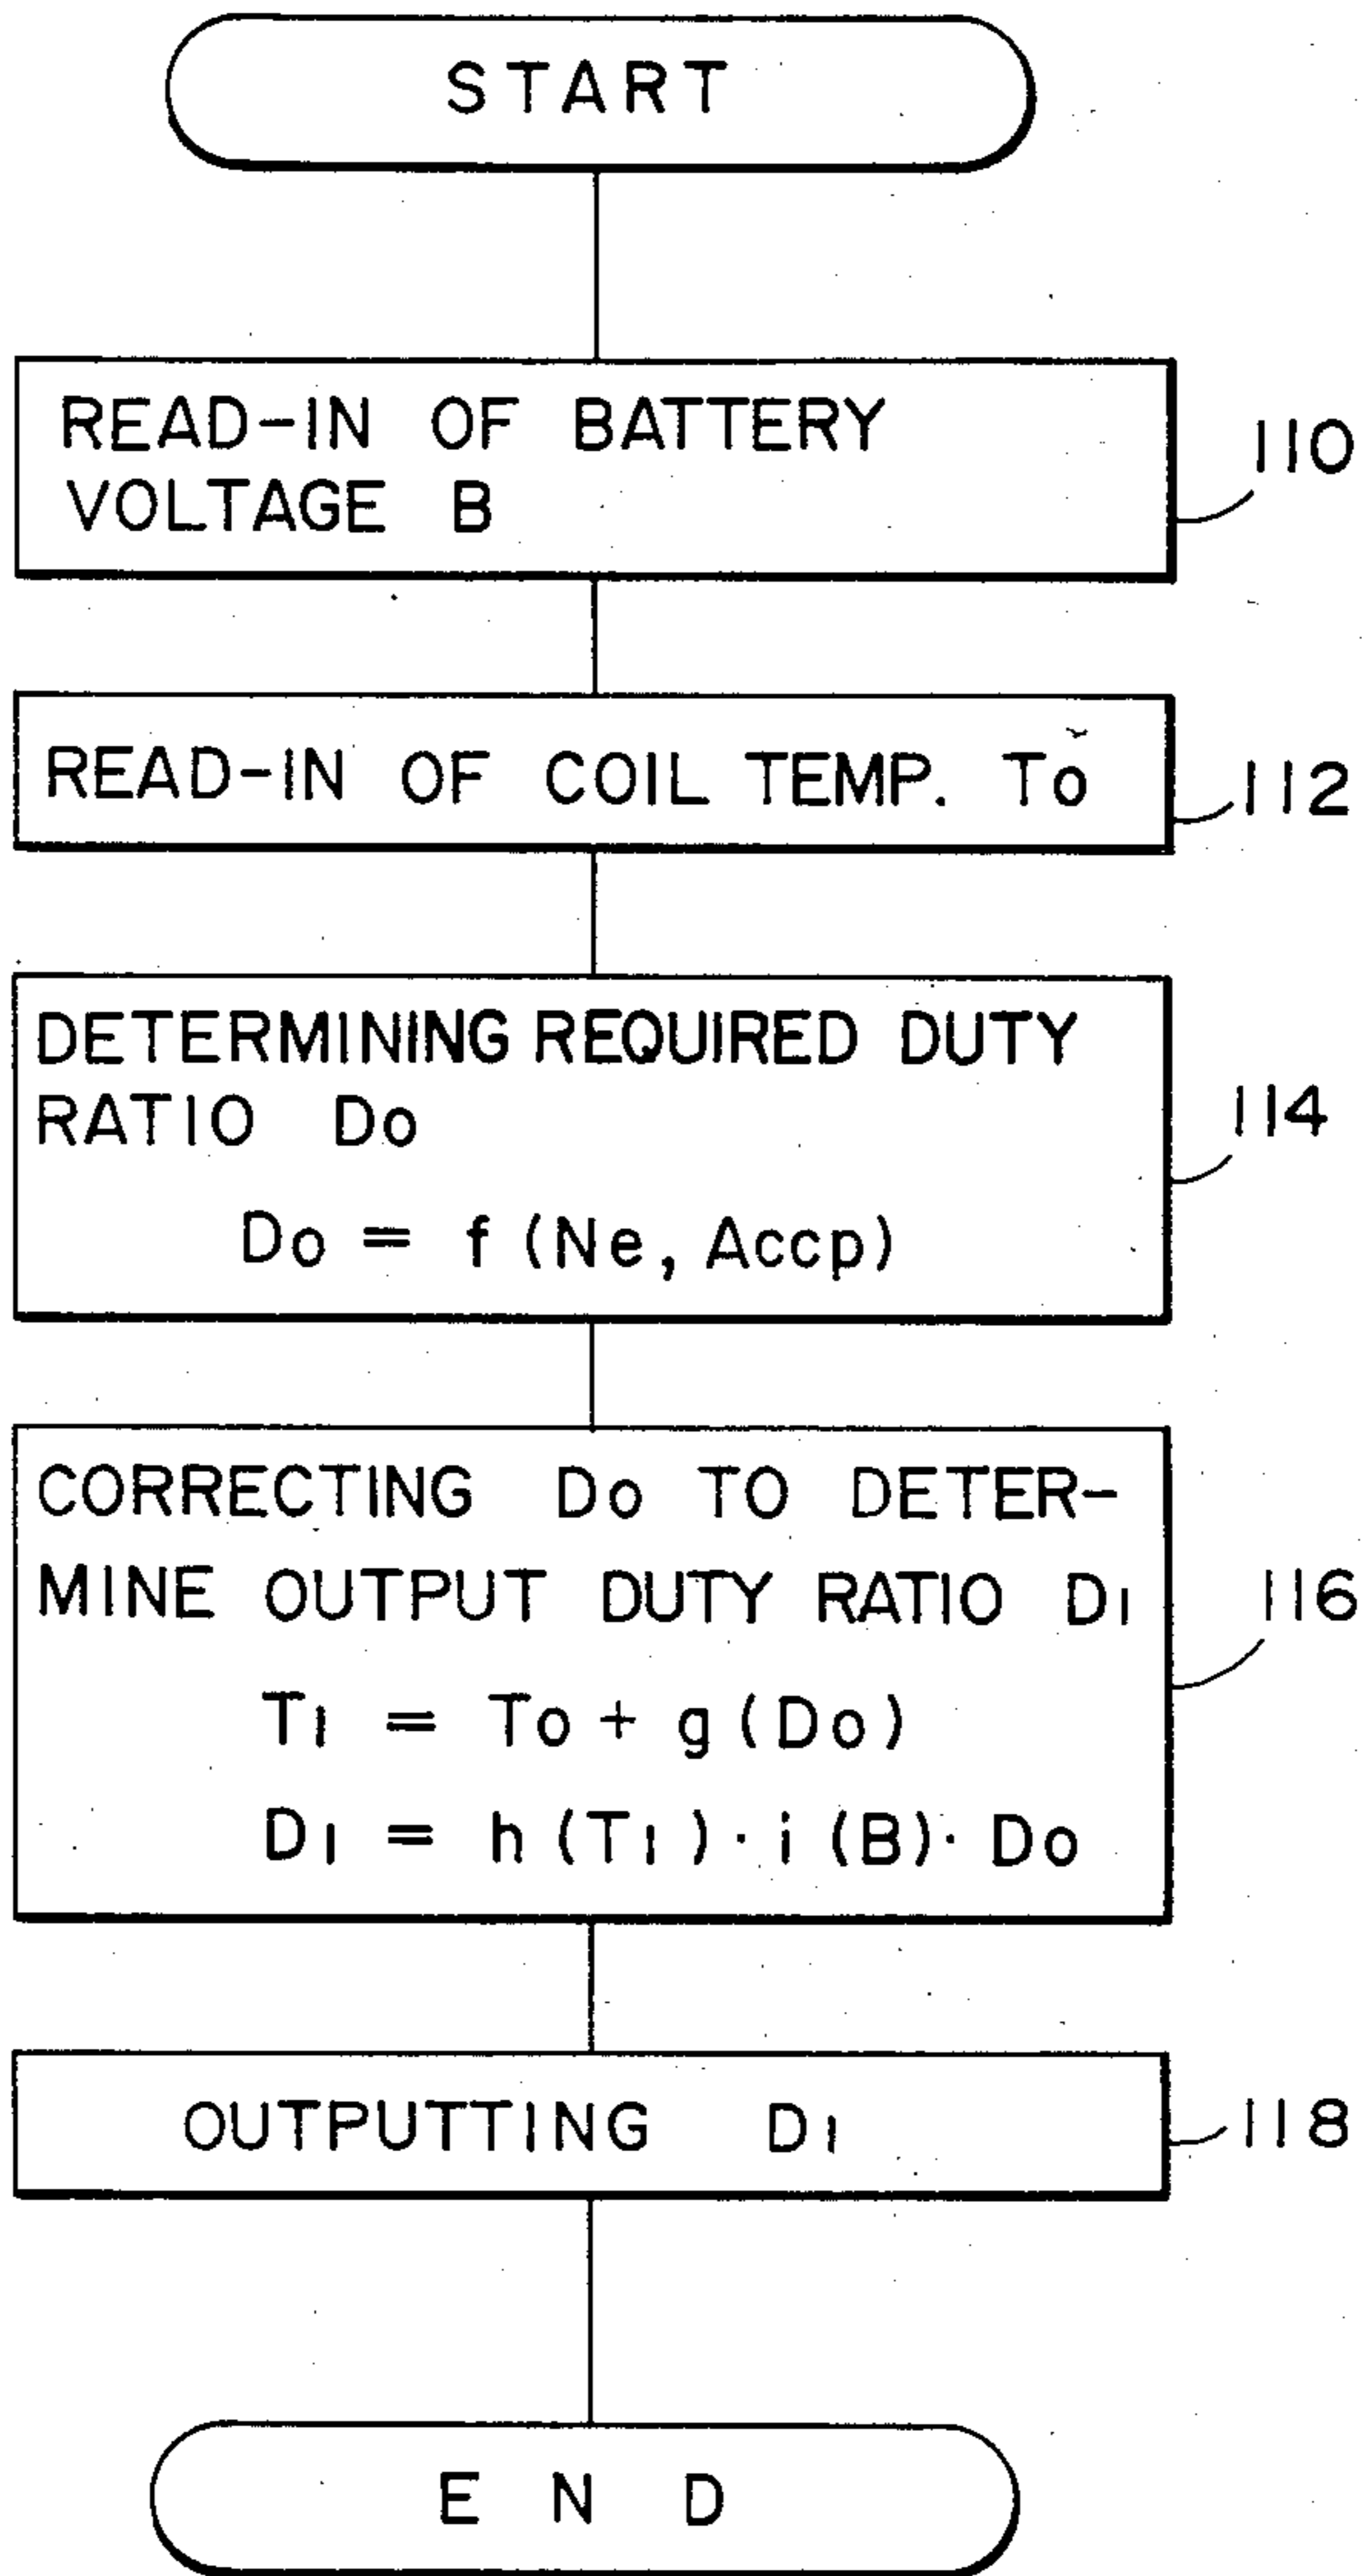 START
READ-IN OF BATTERY
VOLTAGE B
110
READ-IN OF COIL TEMP. To
112
DETERMINING REQUIRED DUTY
RATIO Do
Do = f (Ne, Accp)
114
CORRECTING Do TO DETER-
MINE OUTPUT DUTY RATIO D1
T1 = To + g (Do)
D1 = h (T1) · i (B) · Do
116
OUTPUTTING D1
118
END